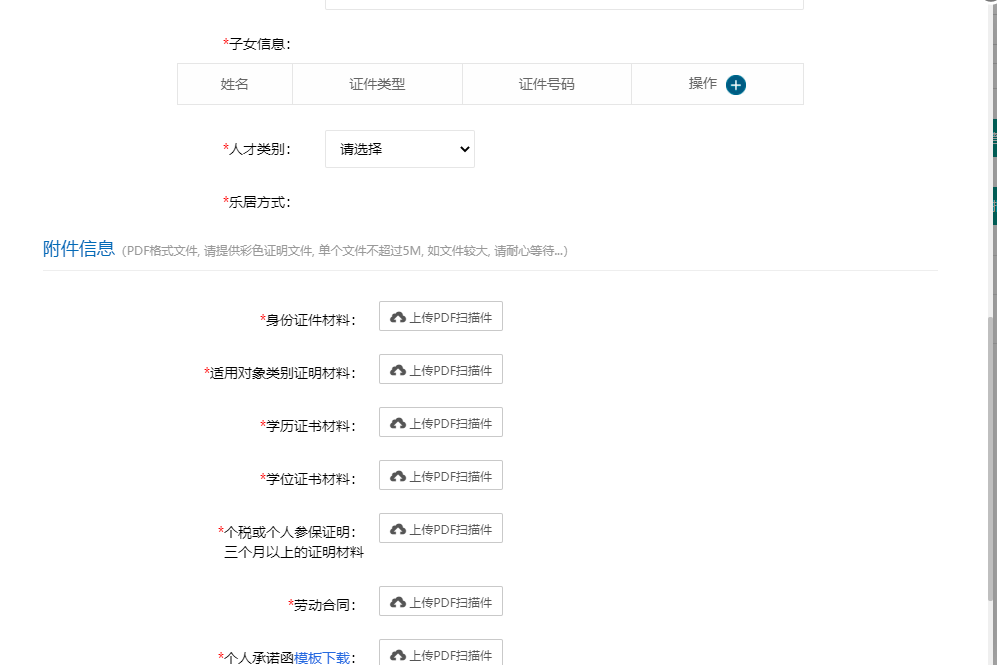 *子女信息：
姓名 证件类型 证件号码 操作
*人才类别： 请选择
*乐居方式：
附件信息 (PDF格式文件, 请提供彩色证明文件, 单个文件不超过5M, 如文件较大, 请耐心等待...)
*身份证件材料： 上传PDF扫描件
*适用对象类别证明材料： 上传PDF扫描件
*学历证书材料： 上传PDF扫描件
*学位证书材料： 上传PDF扫描件
*个税或个人参保证明： 上传PDF扫描件
三个月以上的证明材料
*劳动合同： 上传PDF扫描件
*个人承诺函模板下载： 上传PDF扫描件